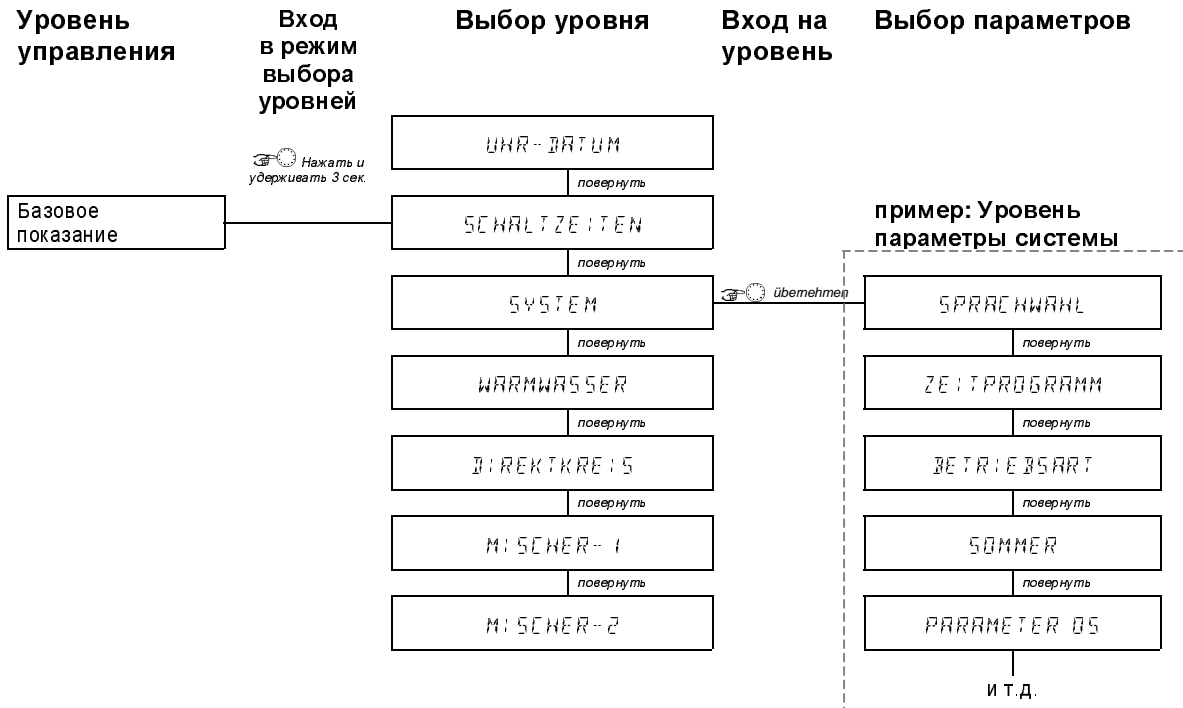 Уровень
управления
Вход
в режим
выбора
уровней
Выбор уровня
Вход на
уровень
Выбор параметров
Нажать и
удерживать 3 сек.
Базовое
показание
UHR-DATUM
повернуть
SCHALTZEITEN
повернуть
SYSTEM
повернуть
WARMWASSER
повернуть
DIREKTKREIS
повернуть
MISCHER-1
повернуть
MISCHER-2
übernehmen
пример: Уровень
параметры системы
SPRACHWAHL
повернуть
ZEITPROGRAMM
повернуть
BETRIEBSART
повернуть
SOMMER
повернуть
PARAMETER 05
и т.д.